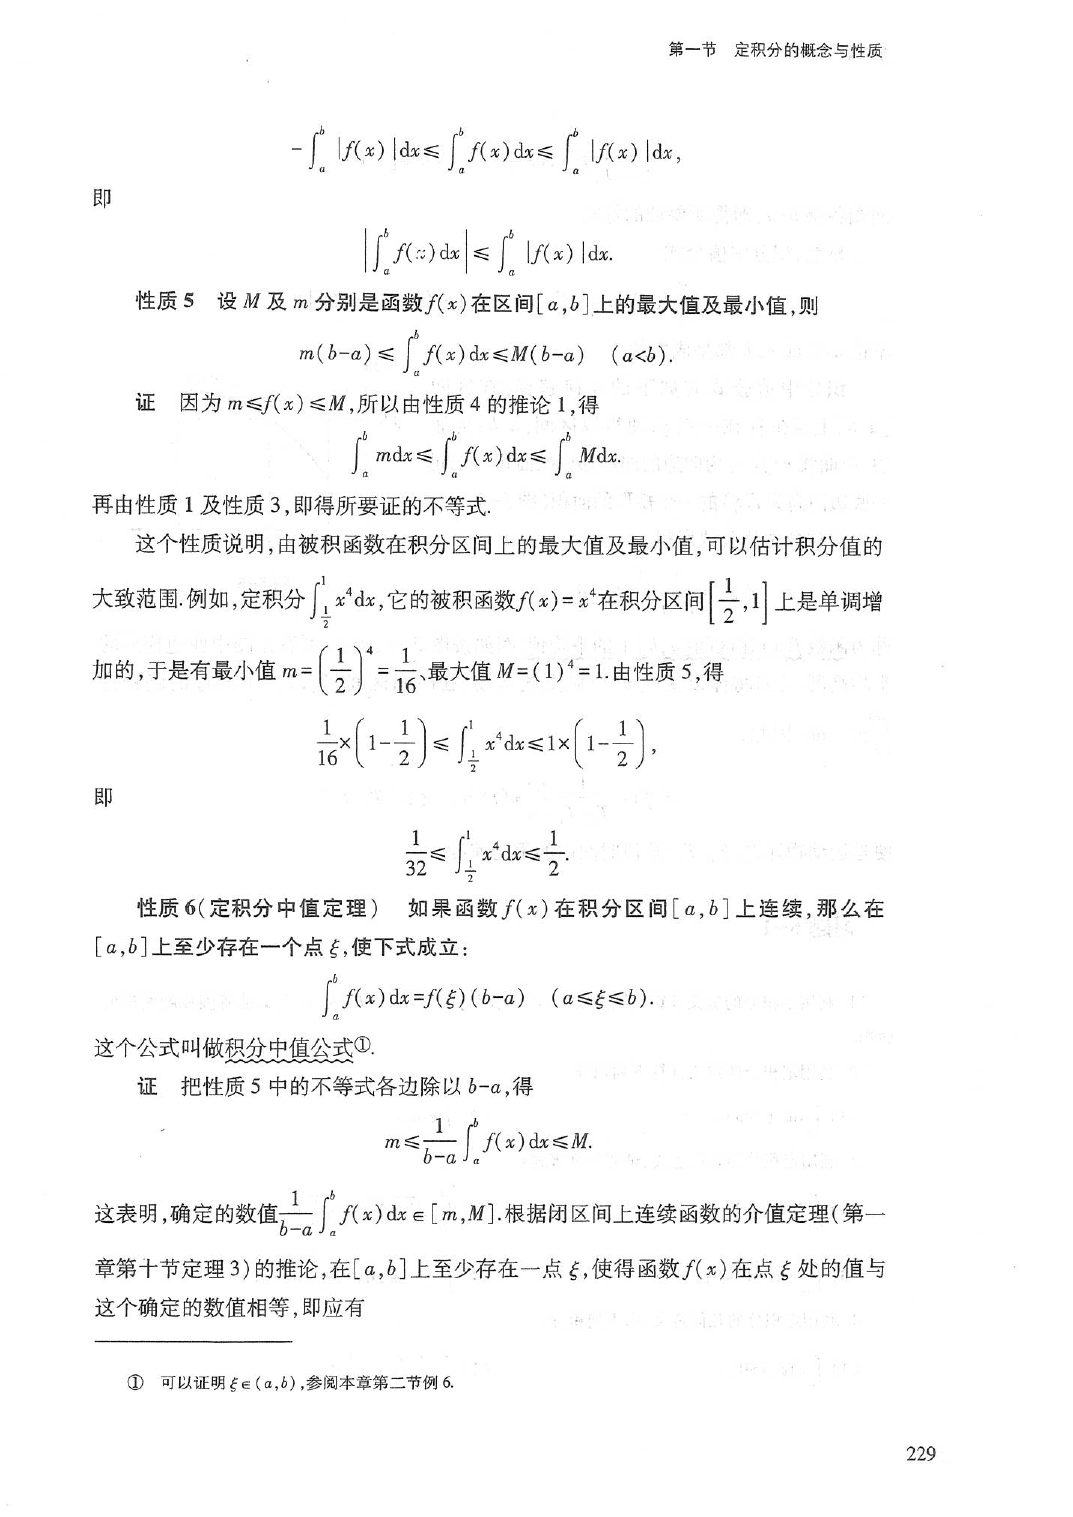 第一节 定积分的概念与性质
$-\int_a^b |f(x)|dx \leq \int_a^b f(x)dx \leq \int_a^b |f(x)|dx,$
即
$\left|\int_a^b f(x)dx\right| \leq \int_a^b |f(x)|dx.$
性质 5 设 M 及 m 分别是函数 f(x) 在区间[a,b]上的最大值及最小值,则
$m(b-a) \leq \int_a^b f(x)dx \leq M(b-a) \quad (a<b).$
证 因为 m≤f(x)≤M,所以由性质 4 的推论 1,得
$\int_a^b mdx \leq \int_a^b f(x)dx \leq \int_a^b Mdx.$
再由性质 1 及性质 3,即得所要证的不等式.
这个性质说明,由被积函数在积分区间上的最大值及最小值,可以估计积分值的
大致范围.例如,定积分$\int_{\frac{1}{2}}^1 x^4dx$,它的被积函数f(x)=x⁴在积分区间$\left[\frac{1}{2},1\right]$上是单调增
加的,于是有最小值 $m=\left(\frac{1}{2}\right)^4=\frac{1}{16}$、最大值 M=(1)⁴=1.由性质 5,得
$\frac{1}{16}×\left(1-\frac{1}{2}\right) \leq \int_{\frac{1}{2}}^1 x^4dx \leq 1×\left(1-\frac{1}{2}\right),$
即
$\frac{1}{32} \leq \int_{\frac{1}{2}}^1 x^4dx \leq \frac{1}{2}.$
性质 6(定积分中值定理) 如果函数 f(x) 在积分区间[a,b]上连续,那么在
[a,b]上至少存在一个点 ξ,使下式成立:
$\int_a^b f(x)dx=f(ξ)(b-a) \quad (a≤ξ≤b).$
这个公式叫做积分中值公式①.
证 把性质 5 中的不等式各边除以 b-a,得
$m \leq \frac{1}{b-a}\int_a^b f(x)dx \leq M.$
这表明,确定的数值$\frac{1}{b-a}\int_a^b f(x)dx∈[m,M]$.根据闭区间上连续函数的介值定理(第一
章第十节定理 3)的推论,在[a,b]上至少存在一点 ξ,使得函数 f(x) 在点 ξ 处的值与
这个确定的数值相等,即应有
① 可以证明 ξ∈(a,b),参阅本章第二节例 6.
229